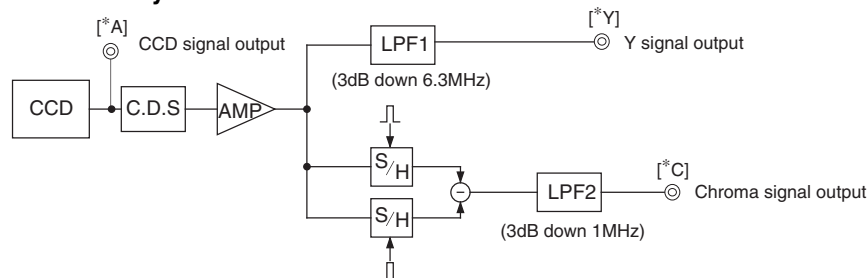 [*A]
CCD signal output
[*Y]
Y signal output
LPF1
(3dB down 6.3MHz)
CCD
C.D.S
AMP
S/H
S/H
[*C]
Chroma signal output
LPF2
(3dB down 1MHz)